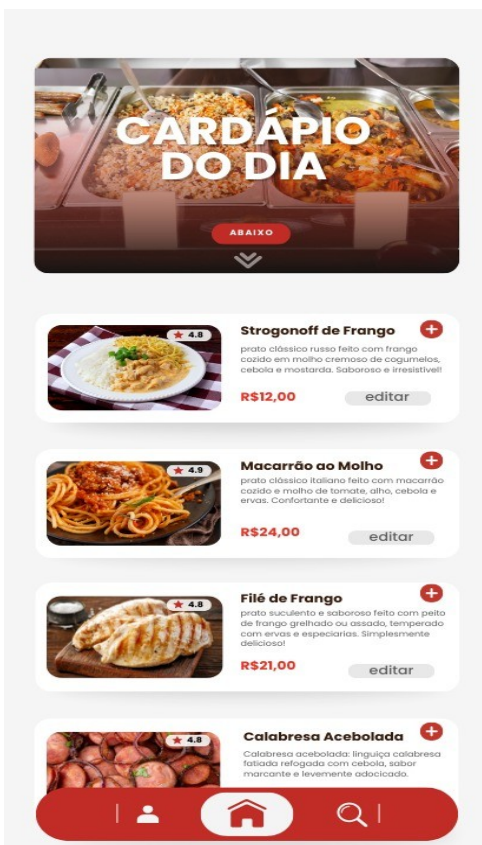 CARDÁPIO
DO DIA
ABAIXO
4.8
Strogonoff de Frango
prato clássico russo feito com frango
cozido em molho cremoso de cogumelos,
cebola e mostarda. Saboroso e irresistível!
R$12,00
editar
4.9
Macarrão ao Molho
prato clássico italiano feito com macarrão
cozido e molho de tomate, alho, cebola e
ervas. Confortante e delicioso!
R$24,00
editar
4.8
Filé de Frango
prato suculento e saboroso feito com peito
de frango grelhado ou assado, temperado
com ervas e especiarias. Simplesmente
delicioso!
R$21,00
editar
4.8
Calabresa Acebolada
Calabresa acebolada: linguiça calabresa
fatiada refogada com cebola, sabor
marcante e levemente adocicado.